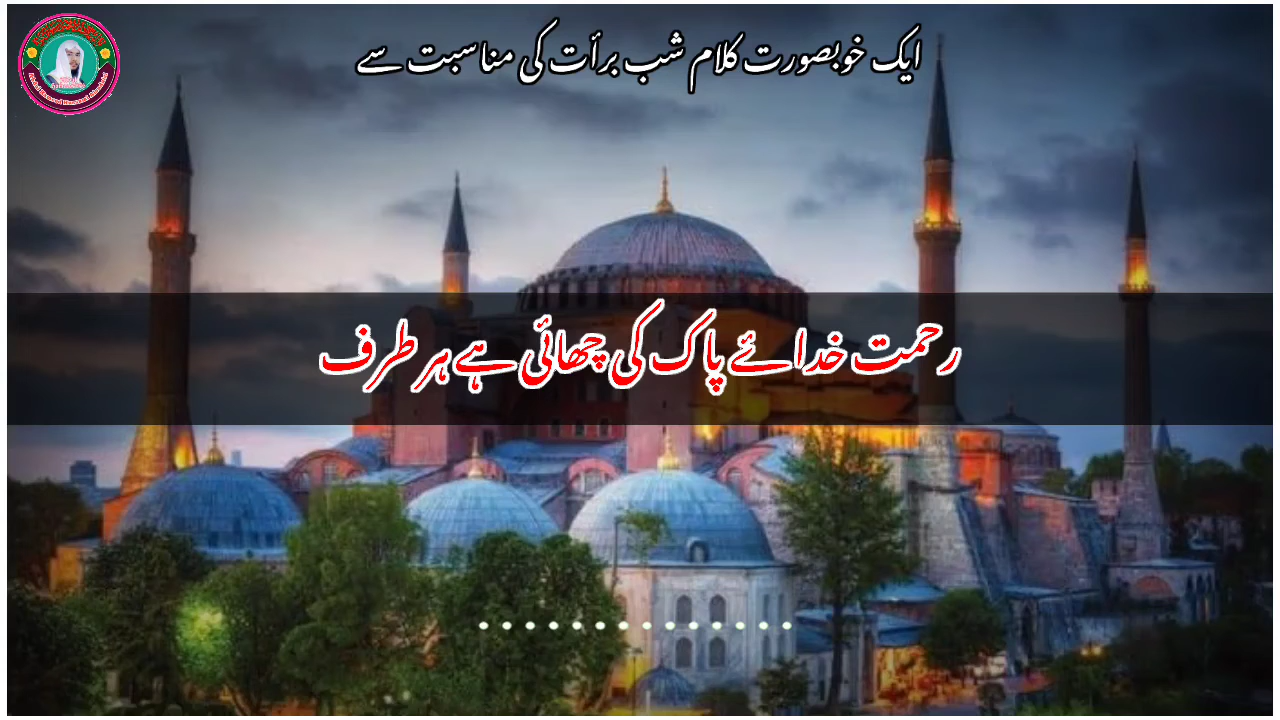 ایک خوبصورت کلام شب برأت کی مناسبت سے
رحمت خدائے پاک کی چھائی ہے ہر طرف